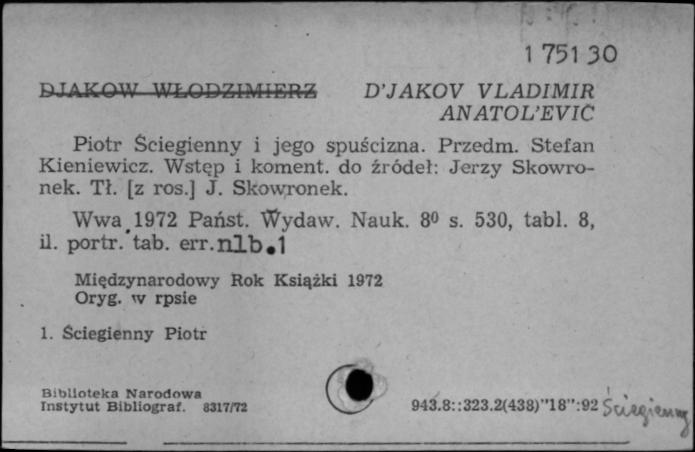 175130
DJAKOW WŁODZIMIERZ D'JAKOV VLADIMIR
ANATOL'EVIČ
Piotr Ściegienny i jego spuścizna. Przedm. Stefan
Kieniewicz. Wstęp i koment. do źródeł: Jerzy Skowro-
nek. Tł. [z ros.] J. Skowronek.
Wwa 1972 Państ. Wydaw. Nauk. 8⁰ s. 530, tabl. 8,
il. portr. tab. err. nlb. 1
Międzynarodowy Rok Książki 1972
Oryg. w rpsie
1. Ściegienny Piotr
Biblioteka Narodowa
Instytut Bibliograf. 8317/72 943.8::323.2(438)"18":92 Ściegienny